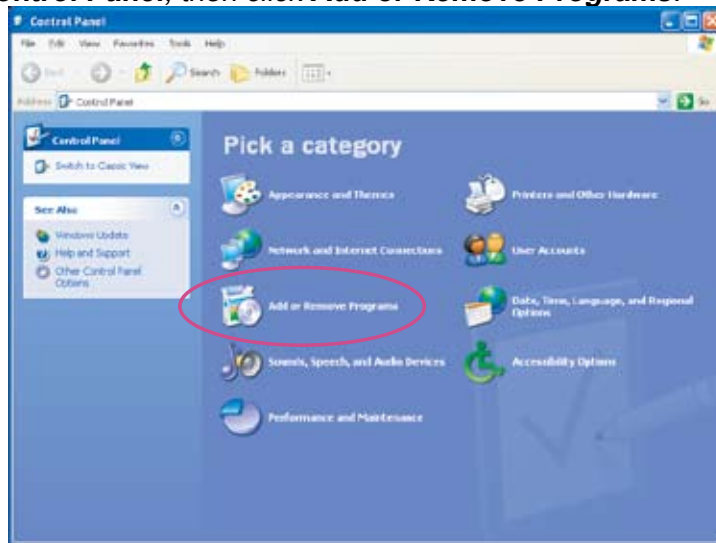 ontrol Panel, then click Add or Remove Programs.
Control Panel
File Edit View Favorites Tools Help
Back Search Folders
Address Control Panel Go
Control Panel
Switch to Classic View
See Also
Windows Update
Help and Support
Other Control Panel
Options
Pick a category
Appearance and Themes
Printers and Other Hardware
Network and Internet Connections
User Accounts
Add or Remove Programs
Date, Time, Language, and Regional
Options
Sounds, Speech, and Audio Devices
Accessibility Options
Performance and Maintenance